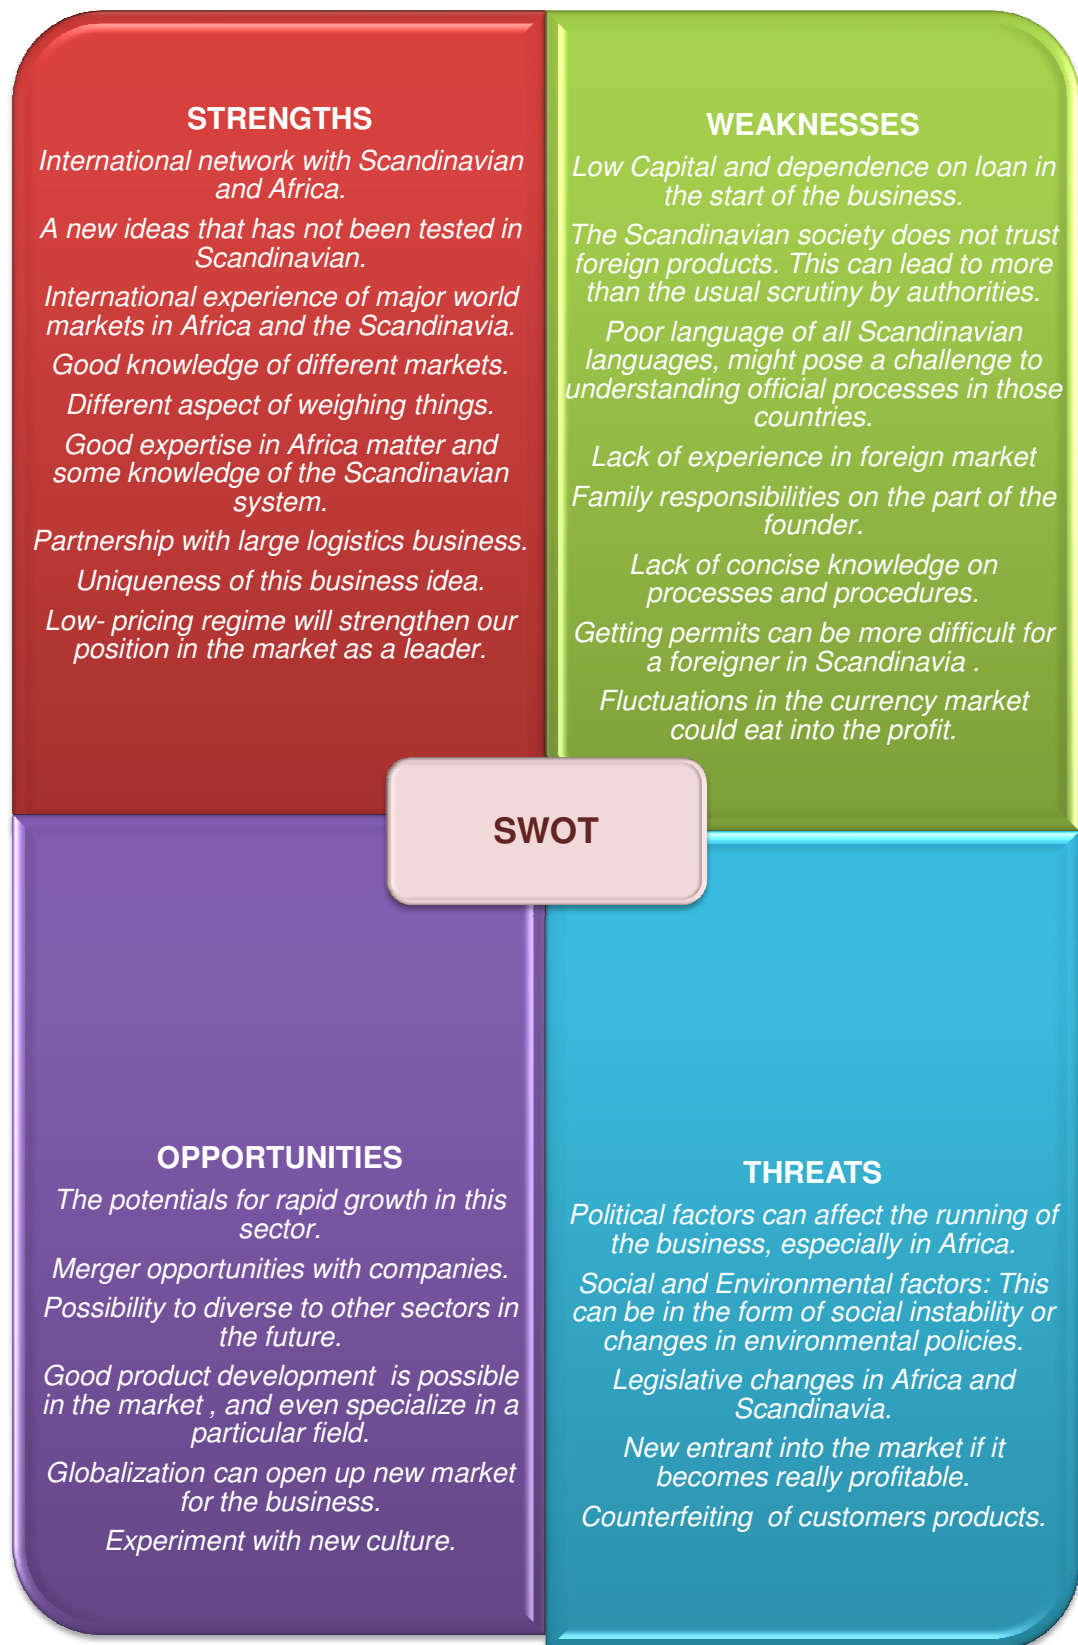 STRENGTHS
International network with Scandinavian
and Africa.
A new ideas that has not been tested in
Scandinavian.
International experience of major world
markets in Africa and the Scandinavia.
Good knowledge of different markets.
Different aspect of weighing things.
Good expertise in Africa matter and
some knowledge of the Scandinavian
system.
Partnership with large logistics business.
Uniqueness of this business idea.
Low- pricing regime will strengthen our
position in the market as a leader.
WEAKNESSES
Low Capital and dependence on loan in
the start of the business.
The Scandinavian society does not trust
foreign products. This can lead to more
than the usual scrutiny by authorities.
Poor language of all Scandinavian
languages, might pose a challenge to
understanding official processes in those
countries.
Lack of experience in foreign market
Family responsibilities on the part of the
founder.
Lack of concise knowledge on
processes and procedures.
Getting permits can be more difficult for
a foreigner in Scandinavia .
Fluctuations in the currency market
could eat into the profit.
SWOT
OPPORTUNITIES
The potentials for rapid growth in this
sector.
Merger opportunities with companies.
Possibility to diverse to other sectors in
the future.
Good product development  is possible
in the market , and even specialize in a
particular field.
Globalization can open up new market
for the business.
Experiment with new culture.
THREATS
Political factors can affect the running of
the business, especially in Africa.
Social and Environmental factors: This
can be in the form of social instability or
changes in environmental policies.
Legislative changes in Africa and
Scandinavia.
New entrant into the market if it
becomes really profitable.
Counterfeiting  of customers products.